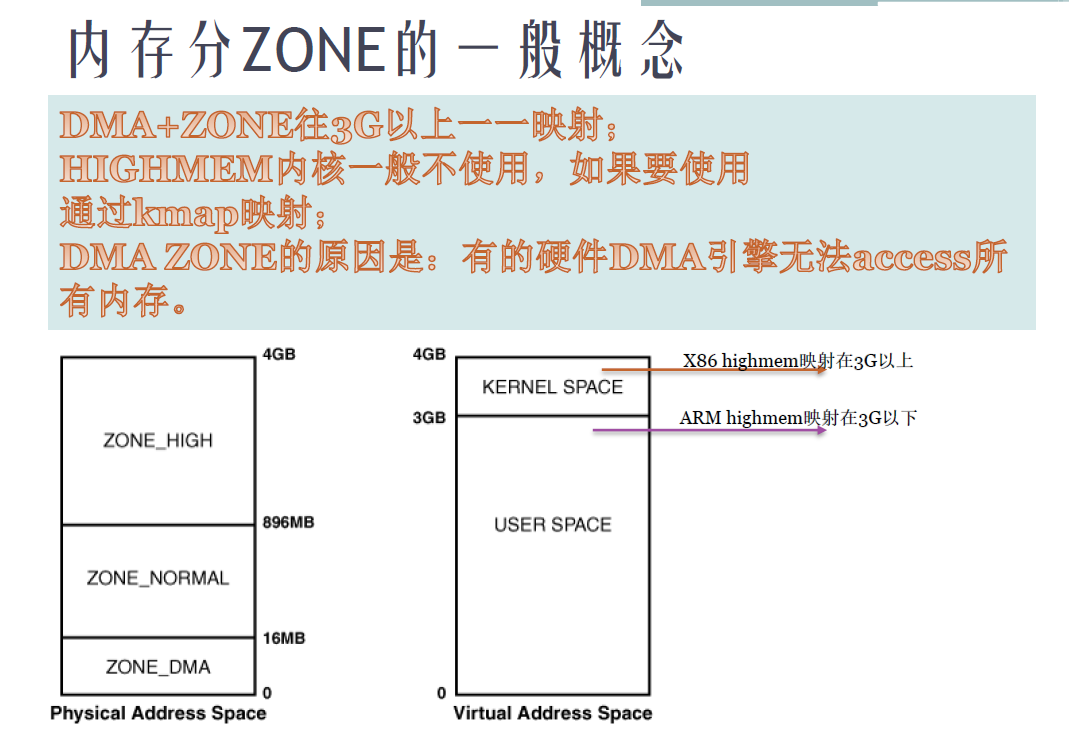 内存分ZONE的一般概念
DMA+ZONE往3G以上一一映射；
HIGHMEM内核一般不使用，如果要使用
通过kmap映射；
DMA ZONE的原因是：有的硬件DMA引擎无法access所
有内存。
4GB
ZONE_HIGH
896MB
ZONE_NORMAL
16MB
ZONE_DMA
0
Physical Address Space
4GB
KERNEL SPACE
3GB
USER SPACE
0
Virtual Address Space
X86 highmem映射在3G以上
ARM highmem映射在3G以下